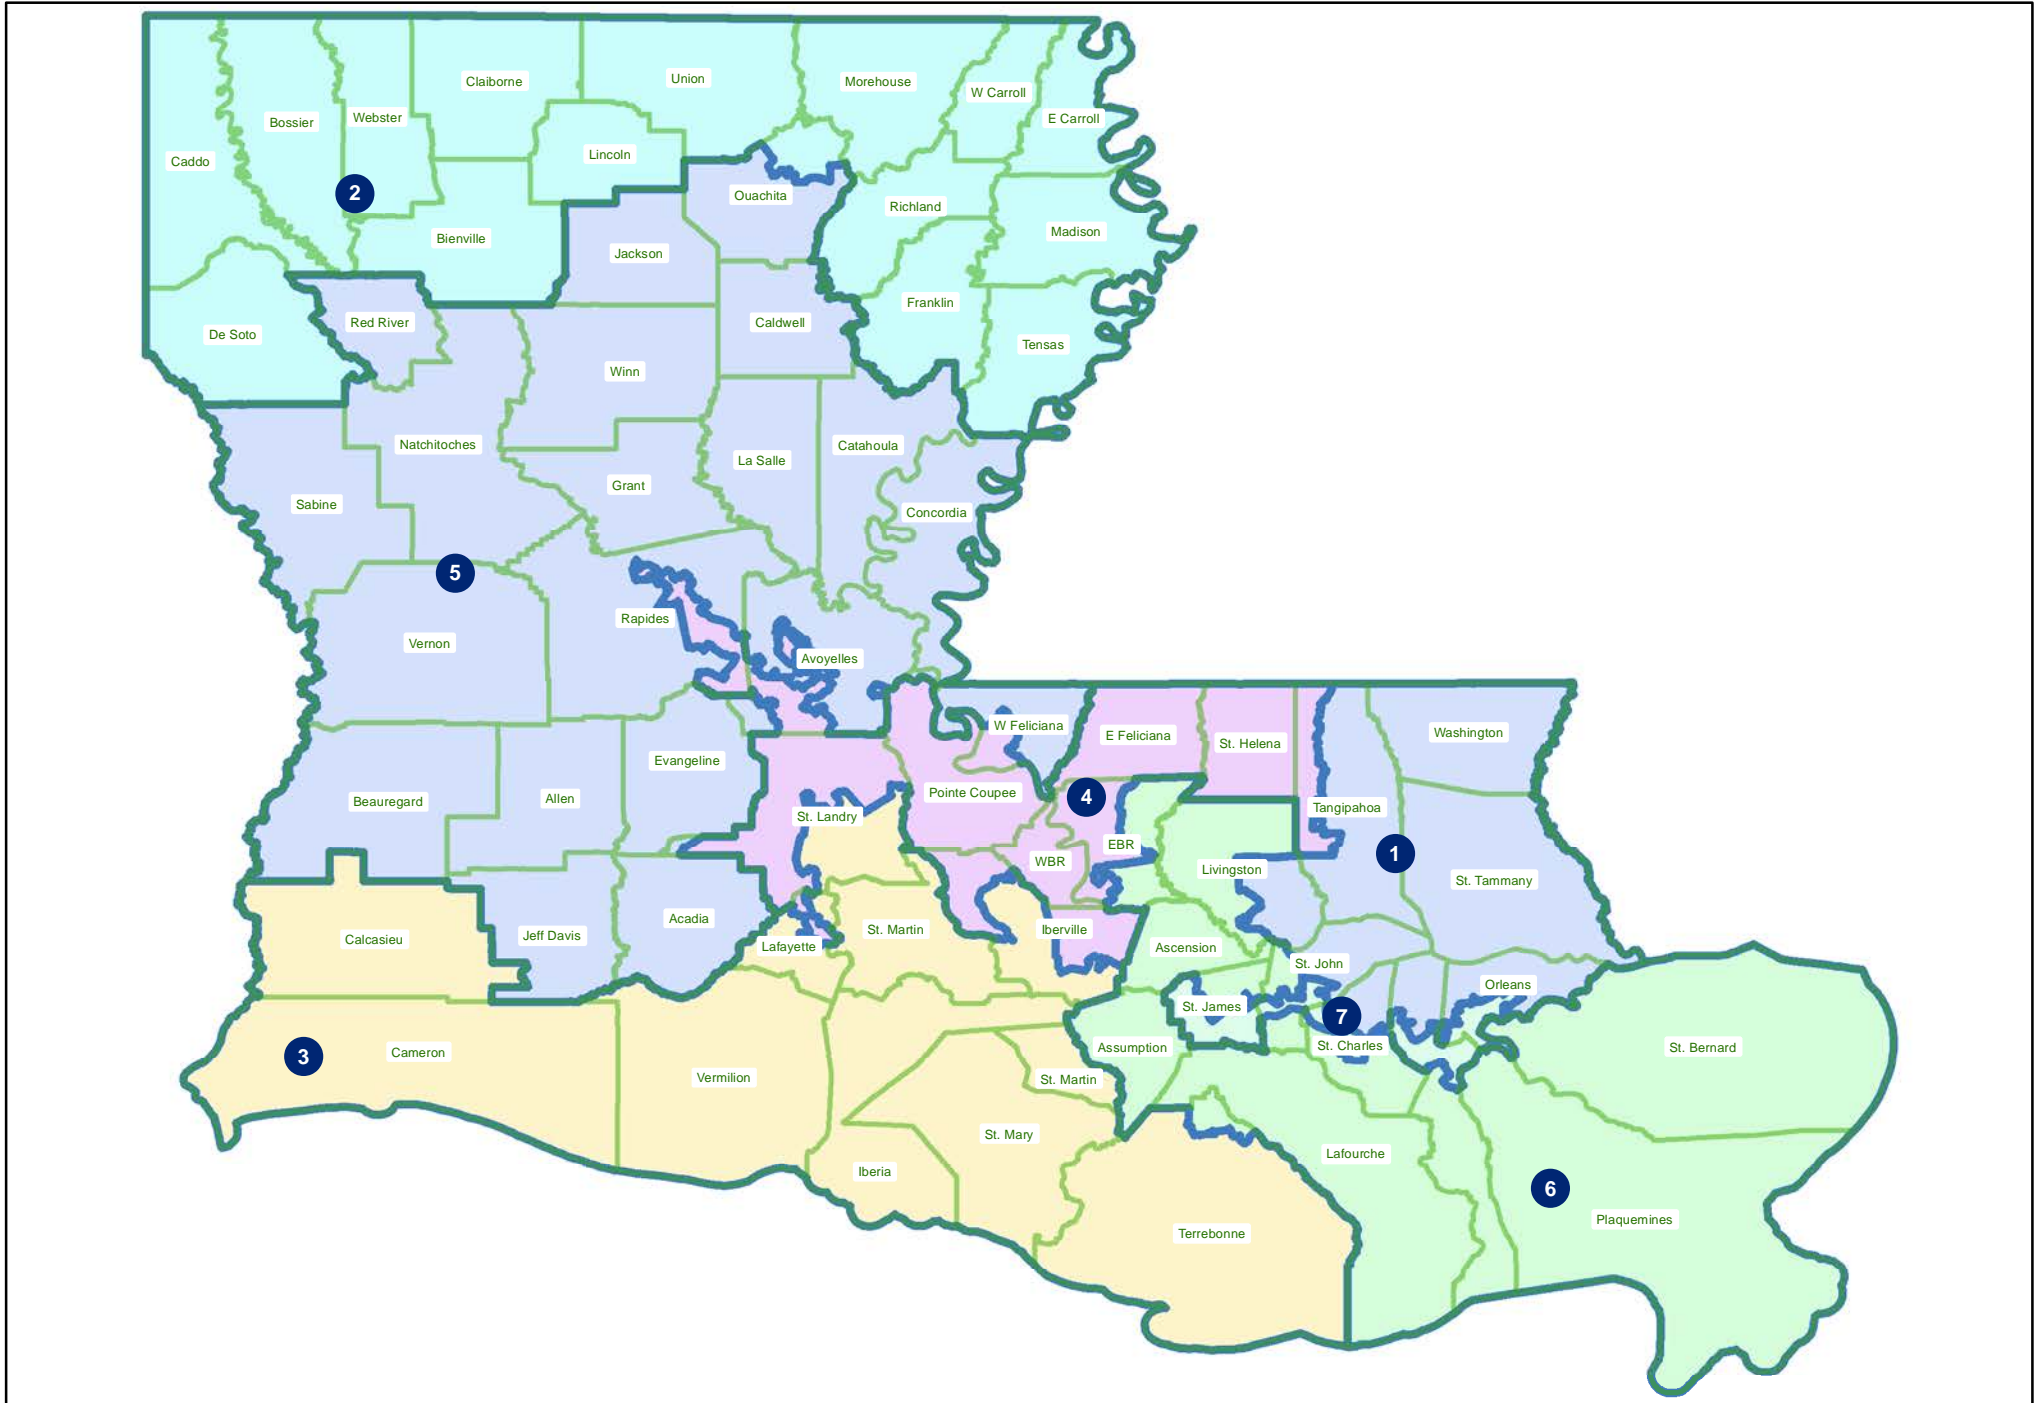 Claiborne
Union
Morehouse
W Carroll
E Carroll
Bossier
Webster
Caddo
Lincoln
2
Ouachita
Richland
Madison
Bienville
Jackson
Franklin
Red River
Caldwell
De Soto
Tensas
Winn
Natchitoches
Catahoula
La Salle
Grant
Sabine
Concordia
5
Rapides
Vernon
Avoyelles
W Feliciana
E Feliciana
St. Helena
Washington
Evangeline
Pointe Coupee
4
Allen
Beauregard
Tangipahoa
St. Landry
EBR
1
WBR
Livingston
St. Tammany
Acadia
St. Martin
Iberville
Jeff Davis
Calcasieu
Lafayette
Ascension
St. John
Orleans
St. James
7
St. Charles
Assumption
St. Bernard
3
Cameron
Vermilion
St. Martin
St. Mary
Lafourche
Iberia
6
Plaquemines
Terrebonne